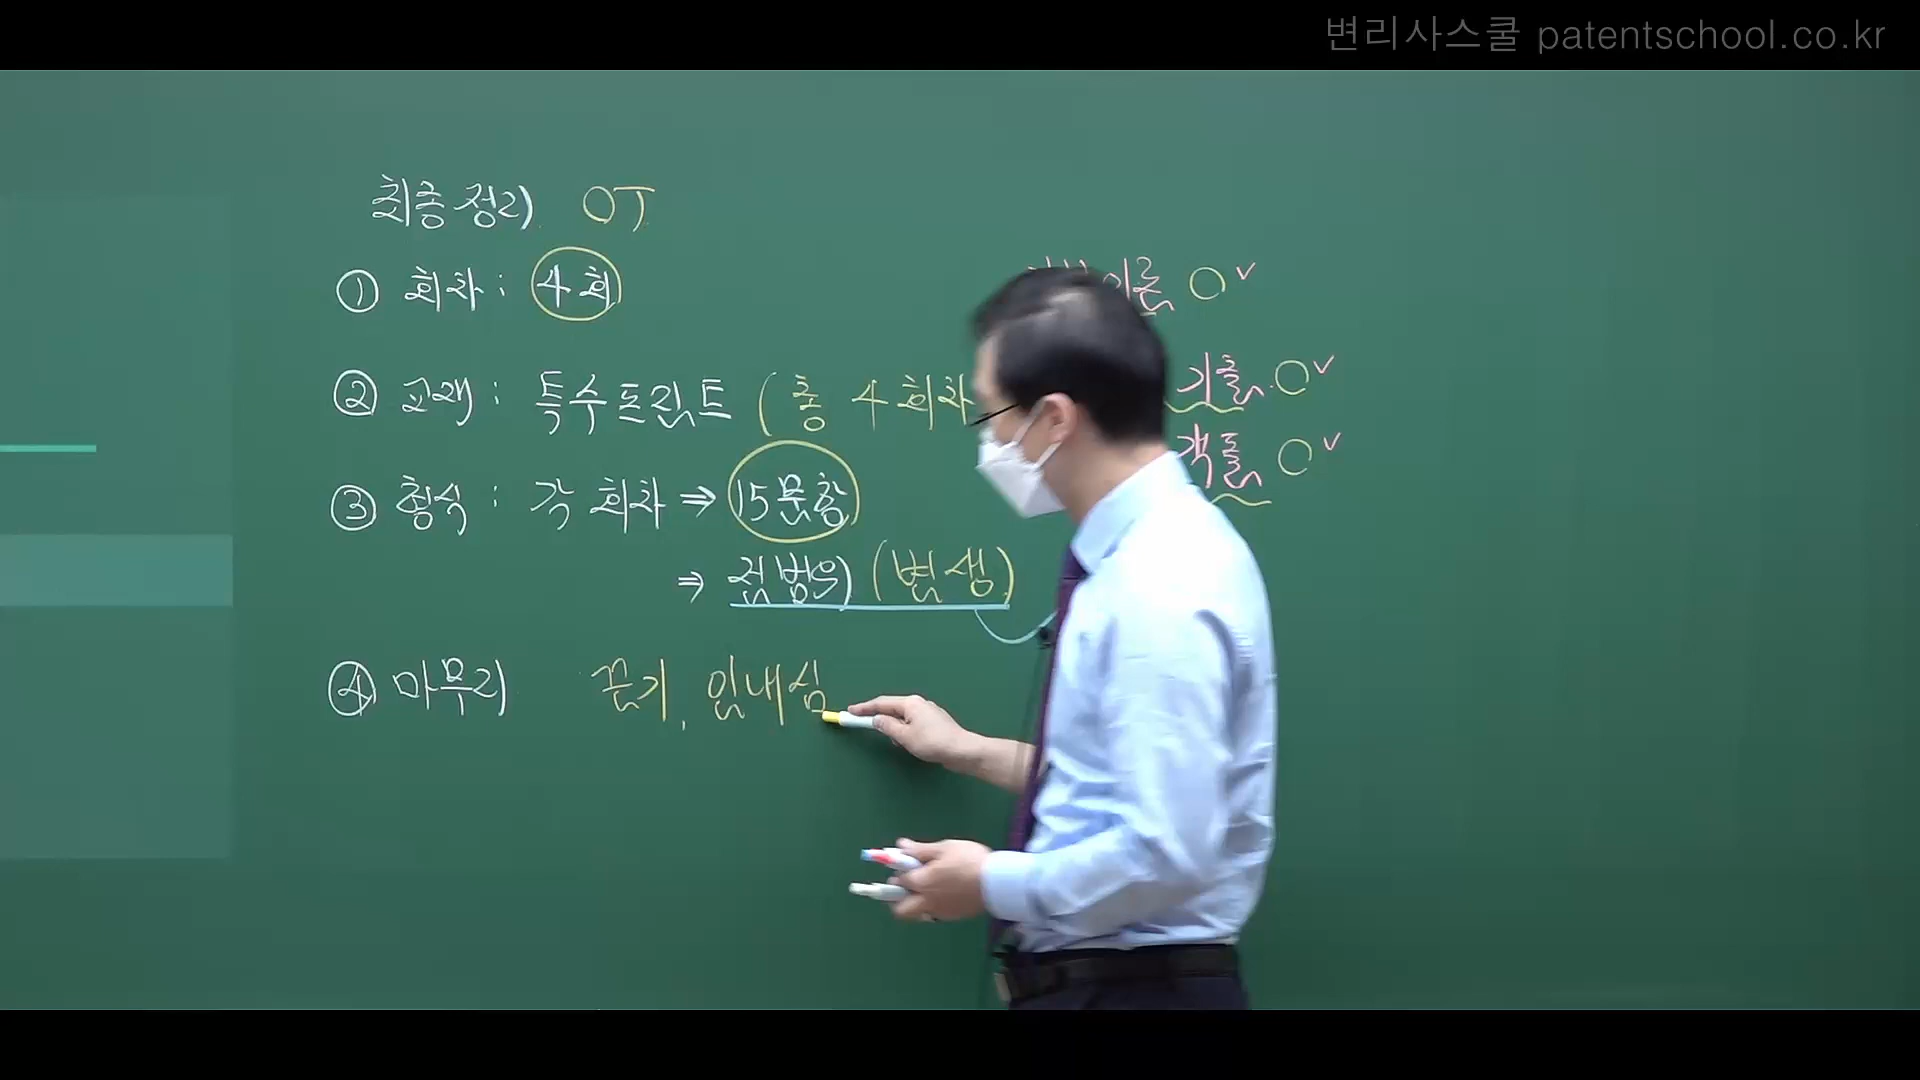 변리사스쿨 patentschool.co.kr
최종정리 OT
① 회차 : 4회
② 교재 : 특수프린트 (총 4회차
③ 형식 : 각 회차 ⇒ 15문항
⇒ 전범위 (변생)
④ 마무리 끈기, 인내심
이론 ○ ✓
기출 ○ ✓
객틀 ○ ✓